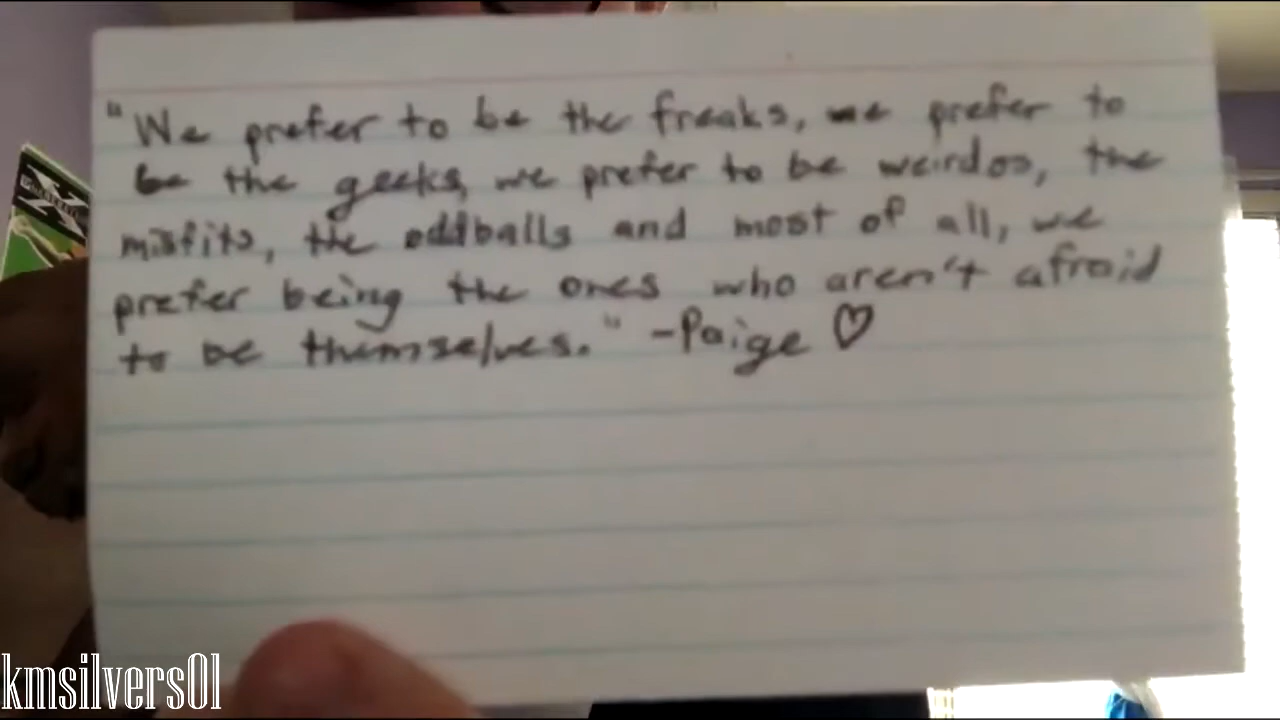 "We prefer to be the freaks, we prefer to
be the geeks, we prefer to be weirdos, the
misfits, the oddballs and most of all, we
prefer being the ones who aren't afraid
to be themselves." -Paige ♡
kmsilvers01